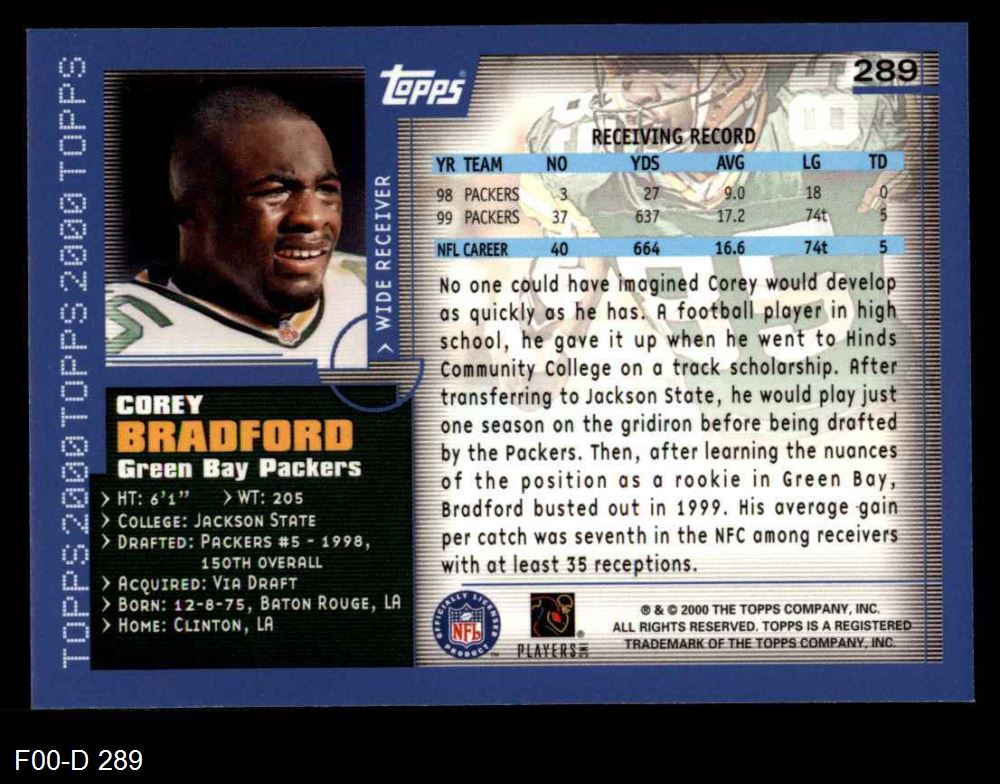 TOPPS2000TOPPS2000TOPPS
TOPPS
289
WIDE RECEIVER
RECEIVING RECORD
YR TEAM NO YDS AVG LG TD
98 PACKERS 3 27 9.0 18 0
99 PACKERS 37 637 17.2 74t 5
NFL CAREER 40 664 16.6 74t 5
No one could have imagined Corey would develop
as quickly as he has. A football player in high
school, he gave it up when he went to Hinds
Community College on a track scholarship. After
transferring to Jackson State, he would play just
one season on the gridiron before being drafted
by the Packers. Then, after learning the nuances
of the position as a rookie in Green Bay,
Bradford busted out in 1999. His average gain
per catch was seventh in the NFC among receivers
with at least 35 receptions.
COREY
BRADFORD
Green Bay Packers
> HT: 6'1" > WT: 205
> COLLEGE: JACKSON STATE
> DRAFTED: PACKERS #5 - 1998,
150TH OVERALL
> ACQUIRED: VIA DRAFT
> BORN: 12-8-75, BATON ROUGE, LA
> HOME: CLINTON, LA
OFFICIALLY LICENSED
NFL
PRODUCT
PLAYERS INC
® & © 2000 THE TOPPS COMPANY, INC.
ALL RIGHTS RESERVED. TOPPS IS A REGISTERED
TRADEMARK OF THE TOPPS COMPANY, INC.
F00-D 289